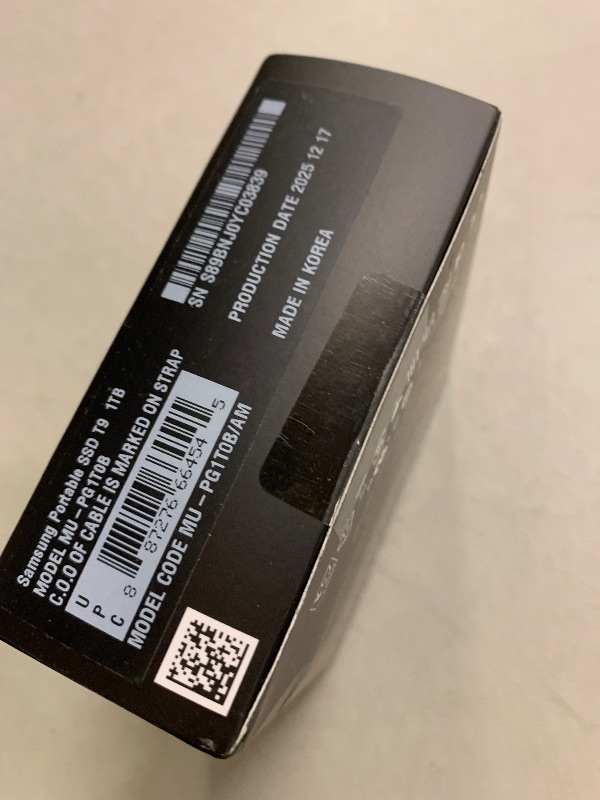 Samsung Portable SSD T9 1TB
MODEL MU-PG1T0B
C.O.O OF CABLE IS MARKED ON STRAP
UPC
8 87276 66454 5
MODEL CODE MU-PG1T0B/AM
SN S89BNJ0YC03839
PRODUCTION DATE 2025 12 17
MADE IN KOREA